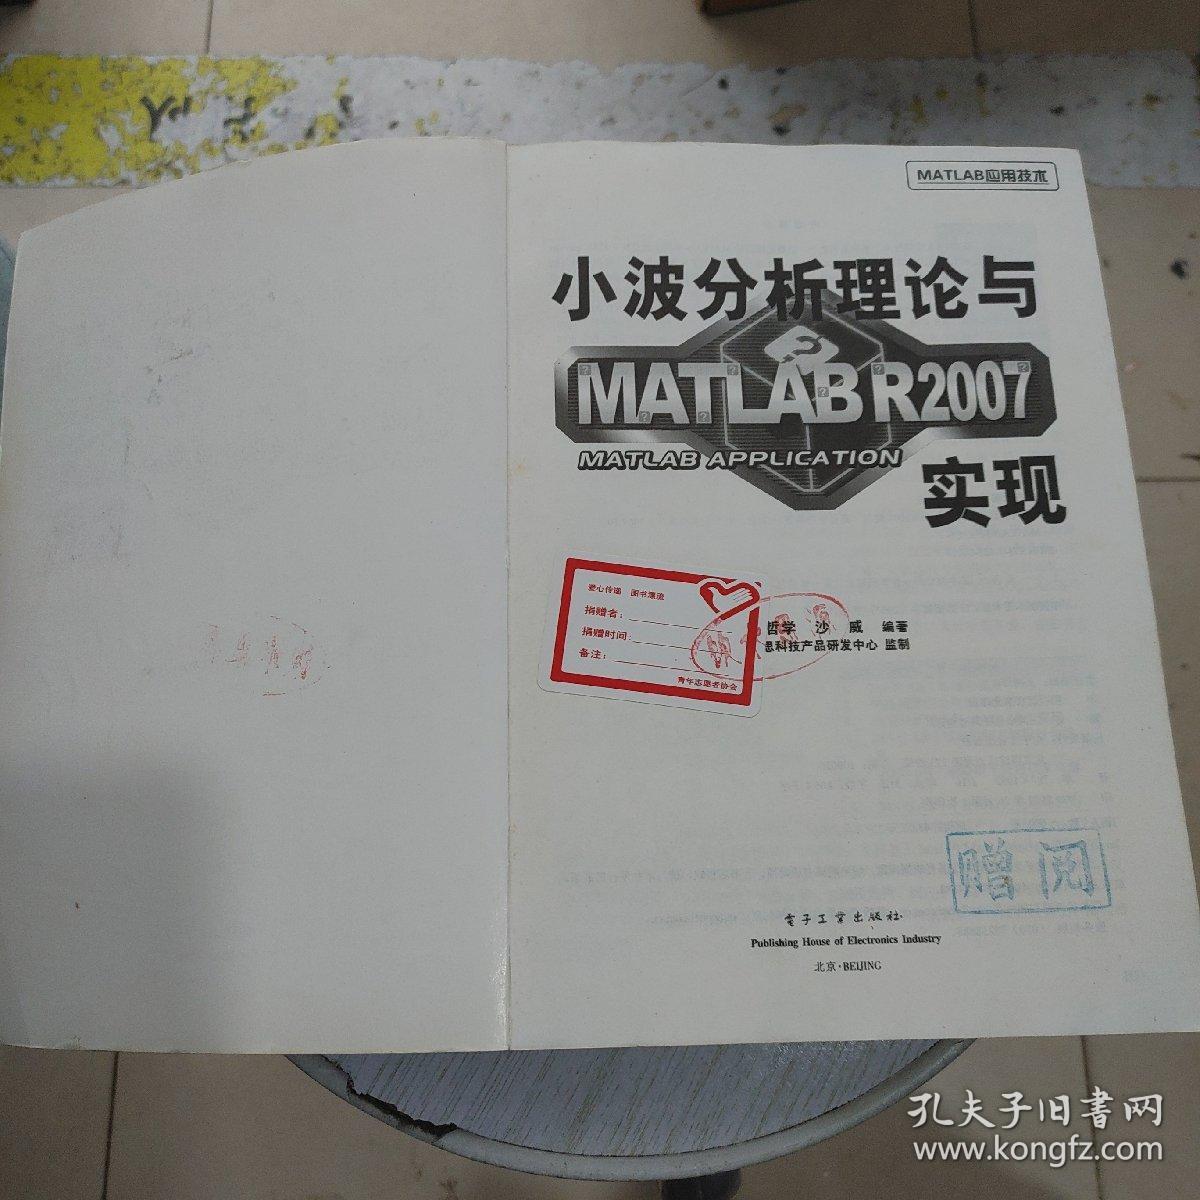 MATLAB应用技术
小波分析理论与
MATLAB R2007
MATLAB APPLICATION
实现
爱心传递 图书漂流
捐赠者:
捐赠时间:
备注:
青年志愿者协会
哲学 沙 威 编著
思科技产品研发中心 监制
赠阅
電子工業出版社
Publishing House of Electronics Industry
北京·BEIJING
孔夫子旧書网
www.kongfz.com